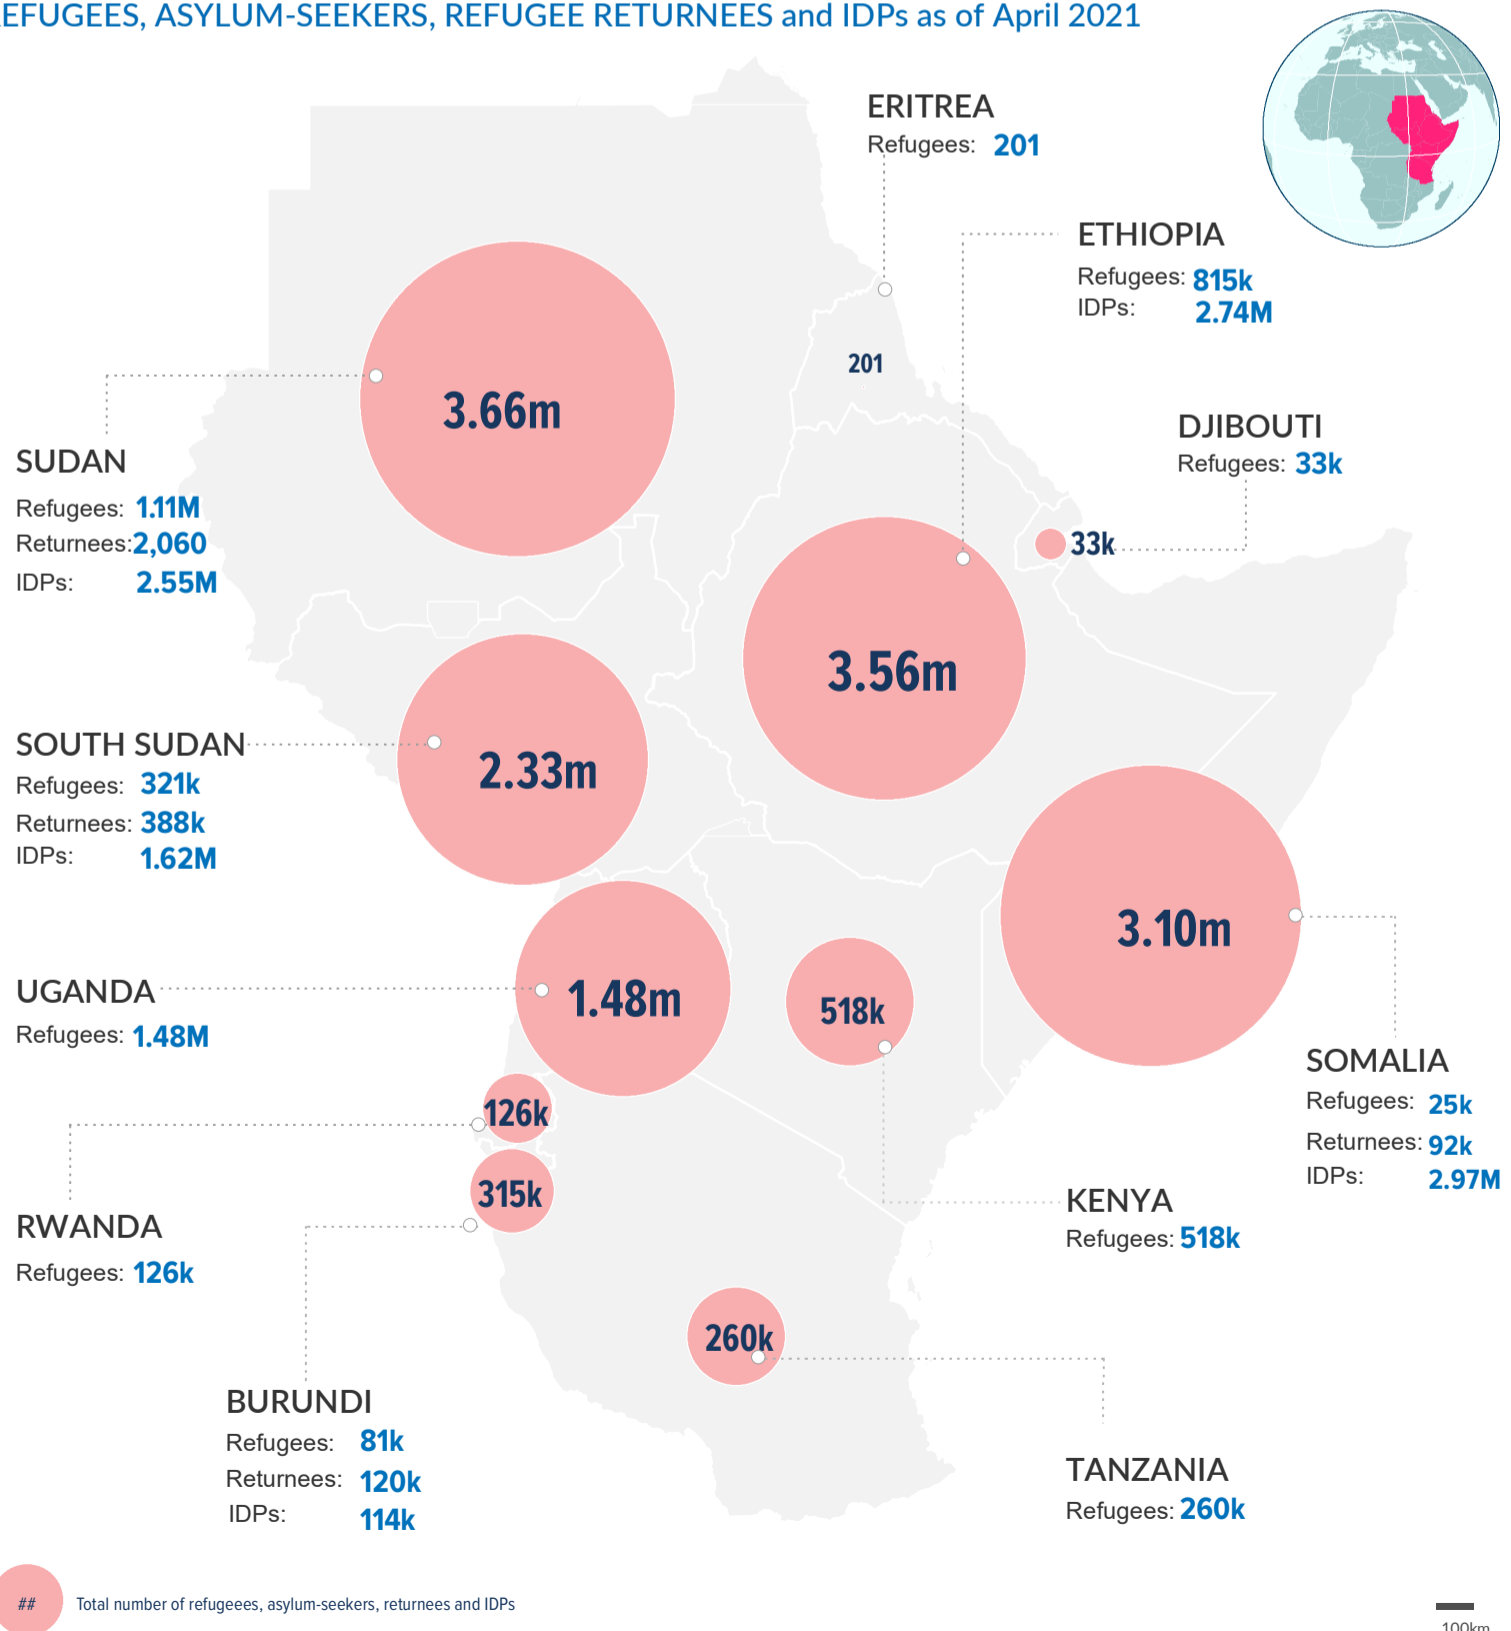 EFUGEES, ASYLUM-SEEKERS, REFUGEE RETURNEES and IDPs as of April 2021
ERITREA
Refugees: 201
ETHIOPIA
Refugees: 815k
IDPs: 2.74M
201
3.66m
DJIBOUTI
Refugees: 33k
33k
SUDAN
Refugees: 1.11M
Returnees: 2,060
IDPs: 2.55M
3.56m
SOUTH SUDAN
Refugees: 321k
Returnees: 388k
IDPs: 1.62M
2.33m
3.10m
UGANDA
Refugees: 1.48M
1.48m
518k
SOMALIA
Refugees: 25k
Returnees: 92k
IDPs: 2.97M
126k
315k
KENYA
Refugees: 518k
RWANDA
Refugees: 126k
260k
BURUNDI
Refugees: 81k
Returnees: 120k
IDPs: 114k
TANZANIA
Refugees: 260k
## Total number of refugeees, asylum-seekers, returnees and IDPs
100km